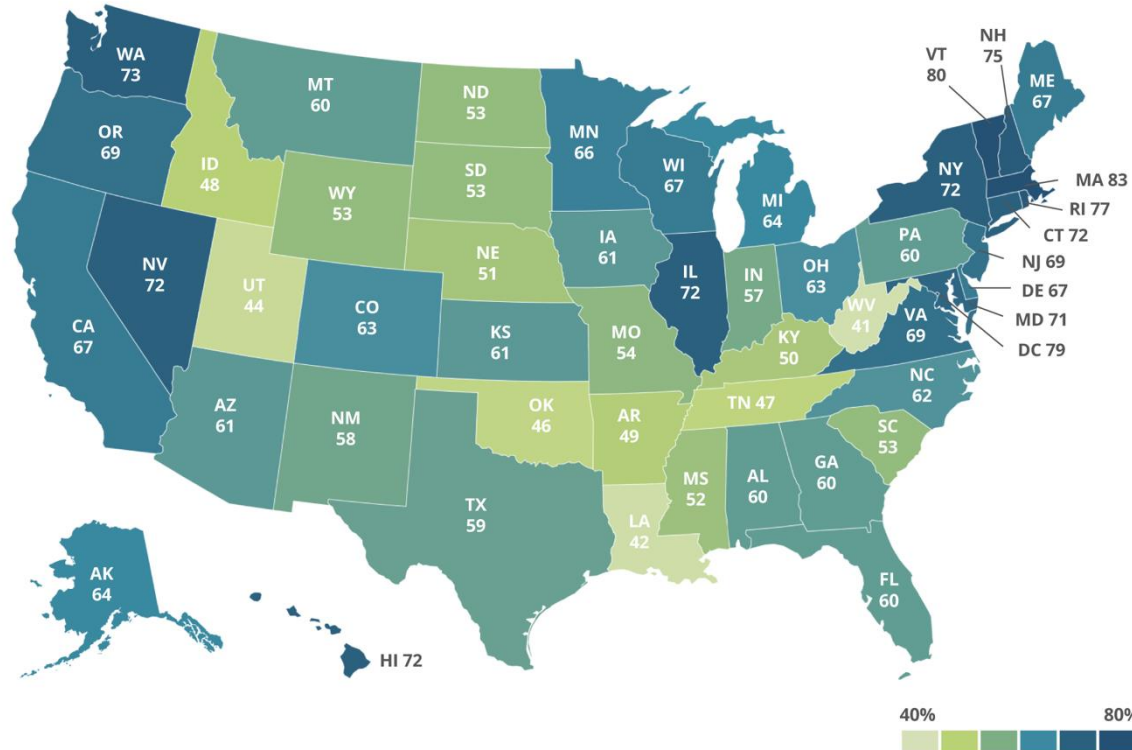 NH
75
VT
80
WA
73
MT
60
ND
53
MN
66
ME
67
OR
69
ID
48
SD
53
WI
67
MI
64
NY
72
MA 83
RI 77
CT 72
WY
53
IA
61
PA
60
NJ 69
NE
51
IL
72
IN
57
OH
63
DE 67
MD 71
DC 79
NV
72
UT
44
CO
63
WV
41
VA
69
CA
67
KS
61
MO
54
KY
50
NC
62
AZ
61
NM
58
OK
46
AR
49
TN 47
SC
53
MS
52
AL
60
GA
60
TX
59
LA
42
AK
64
FL
60
HI 72
40%
80%